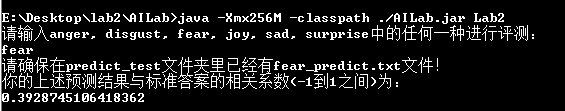 E:\Desktop\lab2\AILab>java -Xmx256M -classpath ./AILab.jar Lab2
请输入anger, disgust, fear, joy, sad, surprise中的任何一种进行评测：
fear
请确保在predict_test文件夹里已经有fear_predict.txt文件！
你的上述预测结果与标准答案的相关系数(-1到1之间)为：
0.3928745106418362